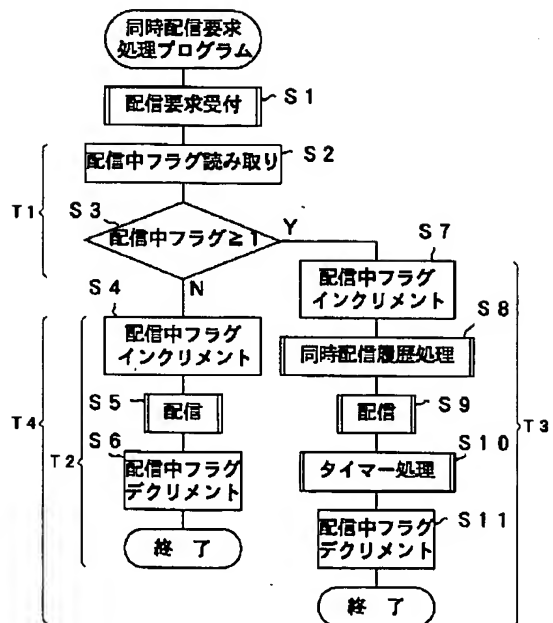 同時配信要求
処理プログラム
配信要求受付
S1
配信中フラグ読み取り
S2
T1
S3
配信中フラグ≧1
Y
N
S4
配信中フラグ
インクリメント
S5
配信
S6
配信中フラグ
デクリメント
終了
T4
T2
S7
配信中フラグ
インクリメント
S8
同時配信履歴処理
S9
配信
S10
タイマー処理
S11
配信中フラグ
デクリメント
終了
T3